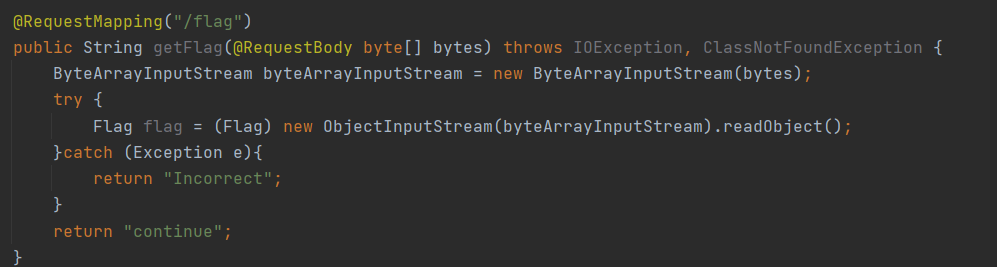 @RequestMapping("/flag")
public String getFlag(@RequestBody byte[] bytes) throws IOException, ClassNotFoundException {
    ByteArrayInputStream byteArrayInputStream = new ByteArrayInputStream(bytes);
    try {
        Flag flag = (Flag) new ObjectInputStream(byteArrayInputStream).readObject();
    }catch (Exception e){
        return "Incorrect";
    }
    return "continue";
}